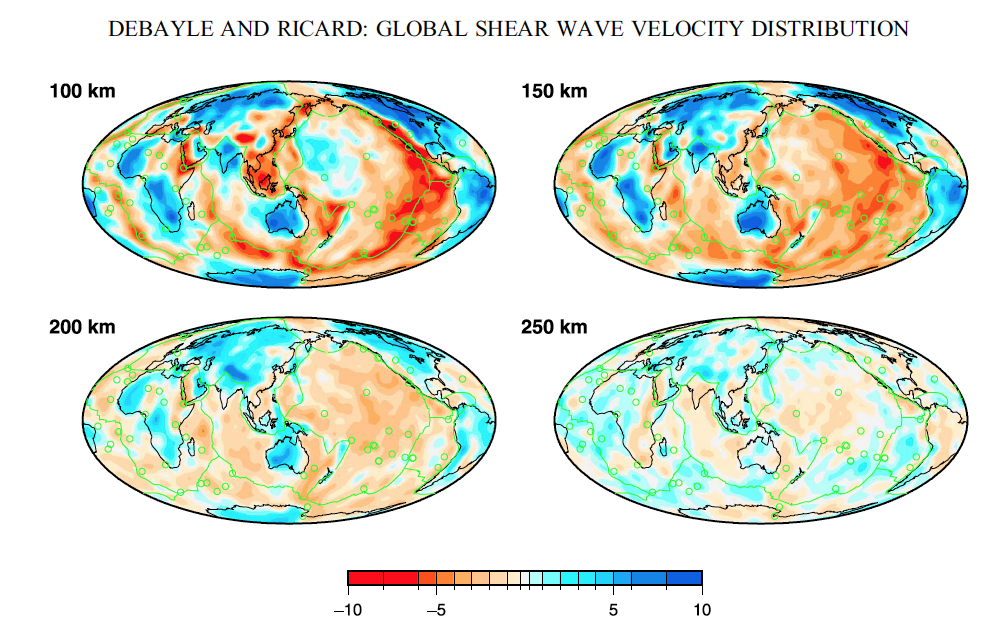 DEBAYLE AND RICARD: GLOBAL SHEAR WAVE VELOCITY DISTRIBUTION
100 km
150 km
200 km
250 km
−10 −5 5 10